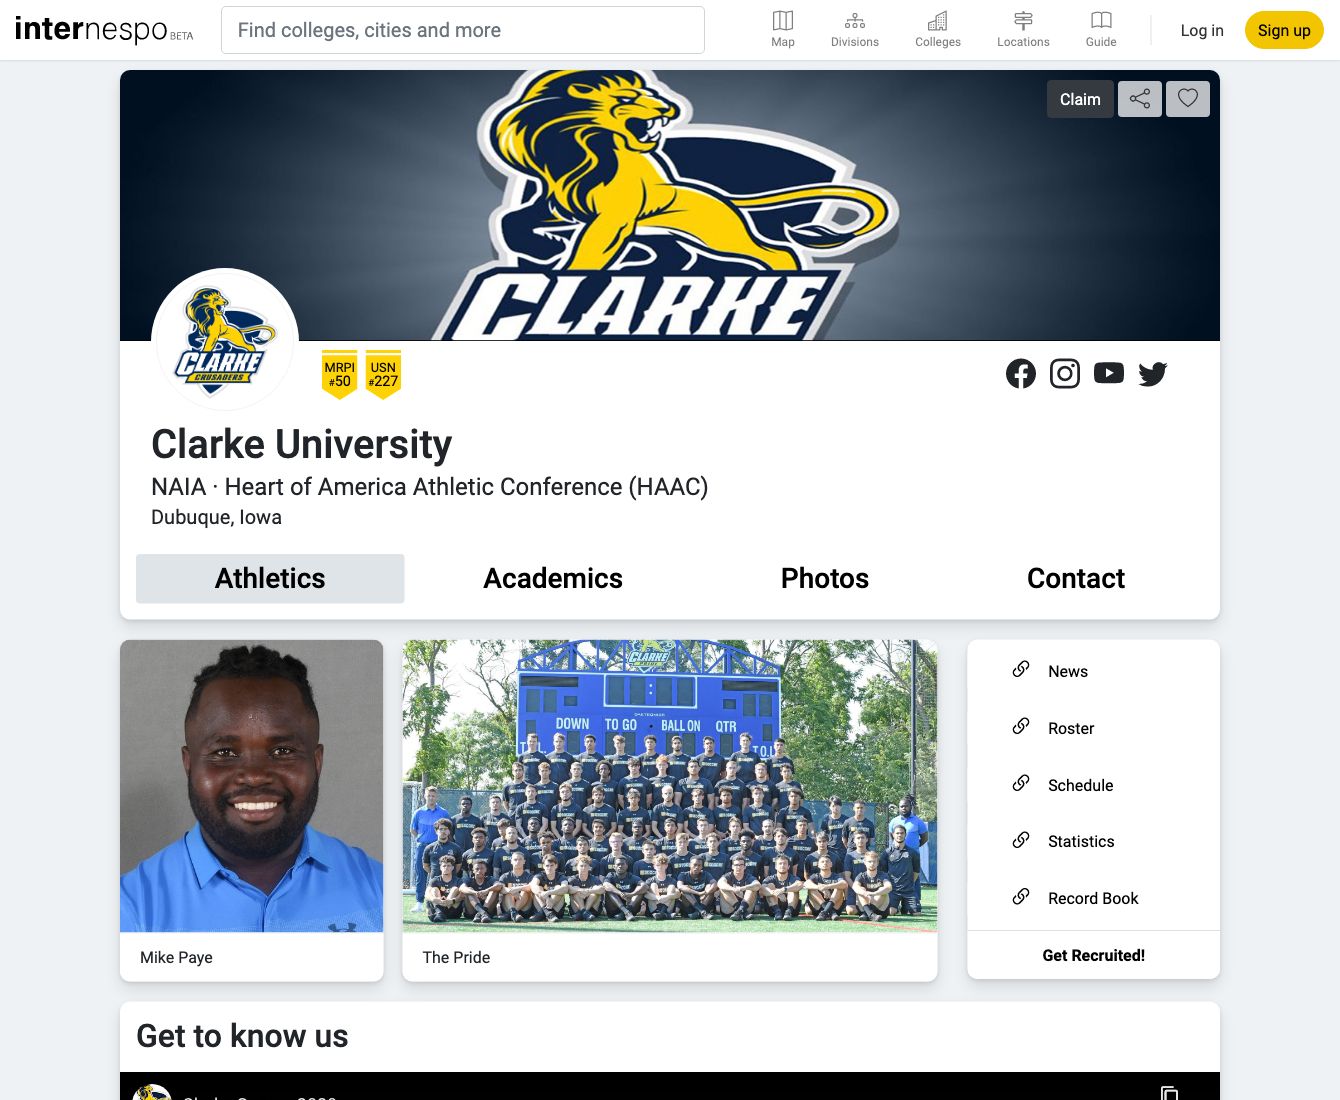 internespo BETA
Find colleges, cities and more
Map
Divisions
Colleges
Locations
Guide
Log in
Sign up
Claim
CLARKE
CLARKE
CRUSADERS
MRPI
#50
USN
#227
Clarke University
NAIA · Heart of America Athletic Conference (HAAC)
Dubuque, Iowa
Athletics
Academics
Photos
Contact
CLARKE
PRIDE
DOWN TO GO BALL ON QTR
T.O.L
Mike Paye
The Pride
News
Roster
Schedule
Statistics
Record Book
Get Recruited!
Get to know us